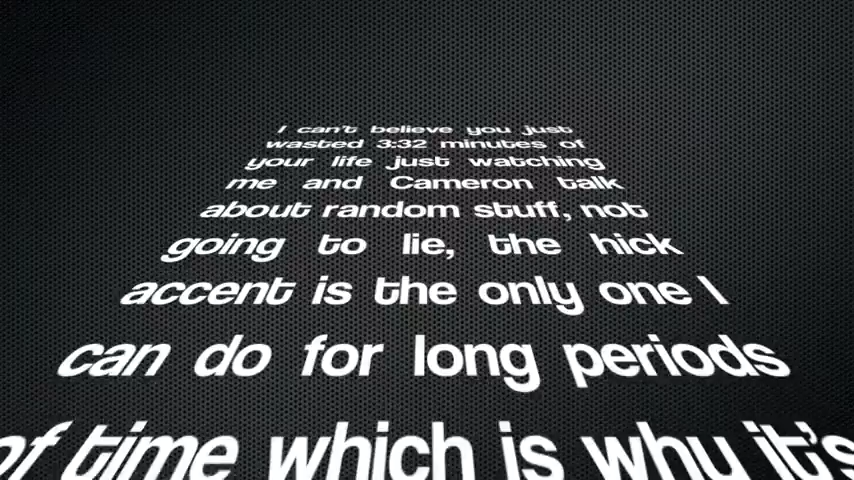 I can't believe you just
wasted 3:32 minutes of
your life just watching
me and Cameron talk
about random stuff, not
going to lie, the hick
accent is the only one I
can do for long periods
of time which is why it's